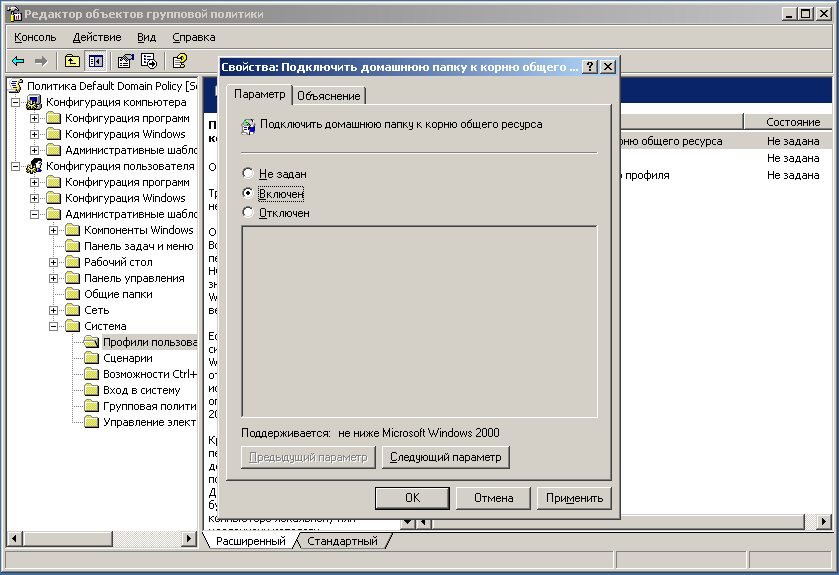 Редактор объектов групповой политики
Консоль Действие Вид Справка
Политика Default Domain Policy
Конфигурация компьютера
Конфигурация программ
Конфигурация Windows
Административные шабло
Конфигурация пользователя
Конфигурация программ
Конфигурация Windows
Административные шабло
Компоненты Windows
Панель задач и меню
Рабочий стол
Панель управления
Общие папки
Сеть
Система
Профили пользова
Сценарии
Возможности Ctrl+
Вход в систему
Групповая полити
Управление элект
Свойства: Подключить домашнюю папку к корню общего ...
Параметр Объяснение
Подключить домашнюю папку к корню общего ресурса
Не задан
Включен
Отключен
Поддерживается: не ниже Microsoft Windows 2000
Предыдущий параметр Следующий параметр
OK Отмена Применить
Состояние
рню общего ресурса Не задана
Не задана
о профиля Не задана
Расширенный Стандартный